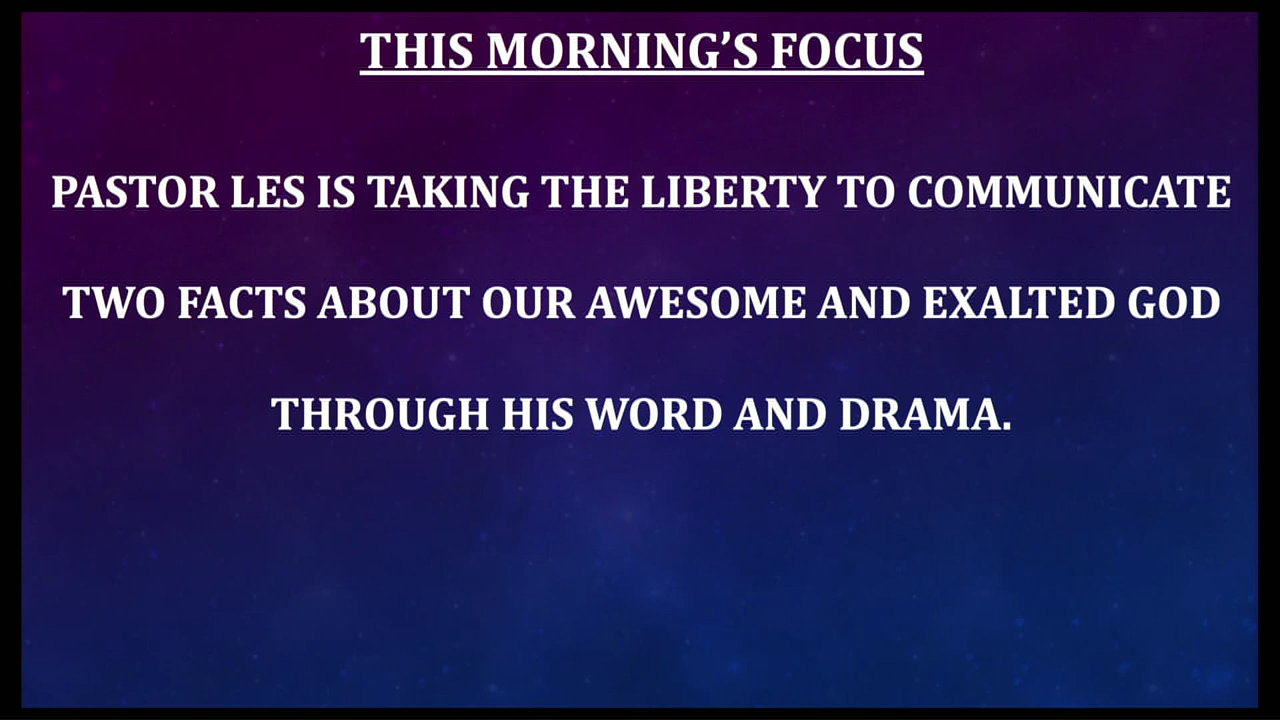 THIS MORNING’S FOCUS
PASTOR LES IS TAKING THE LIBERTY TO COMMUNICATE
TWO FACTS ABOUT OUR AWESOME AND EXALTED GOD
THROUGH HIS WORD AND DRAMA.